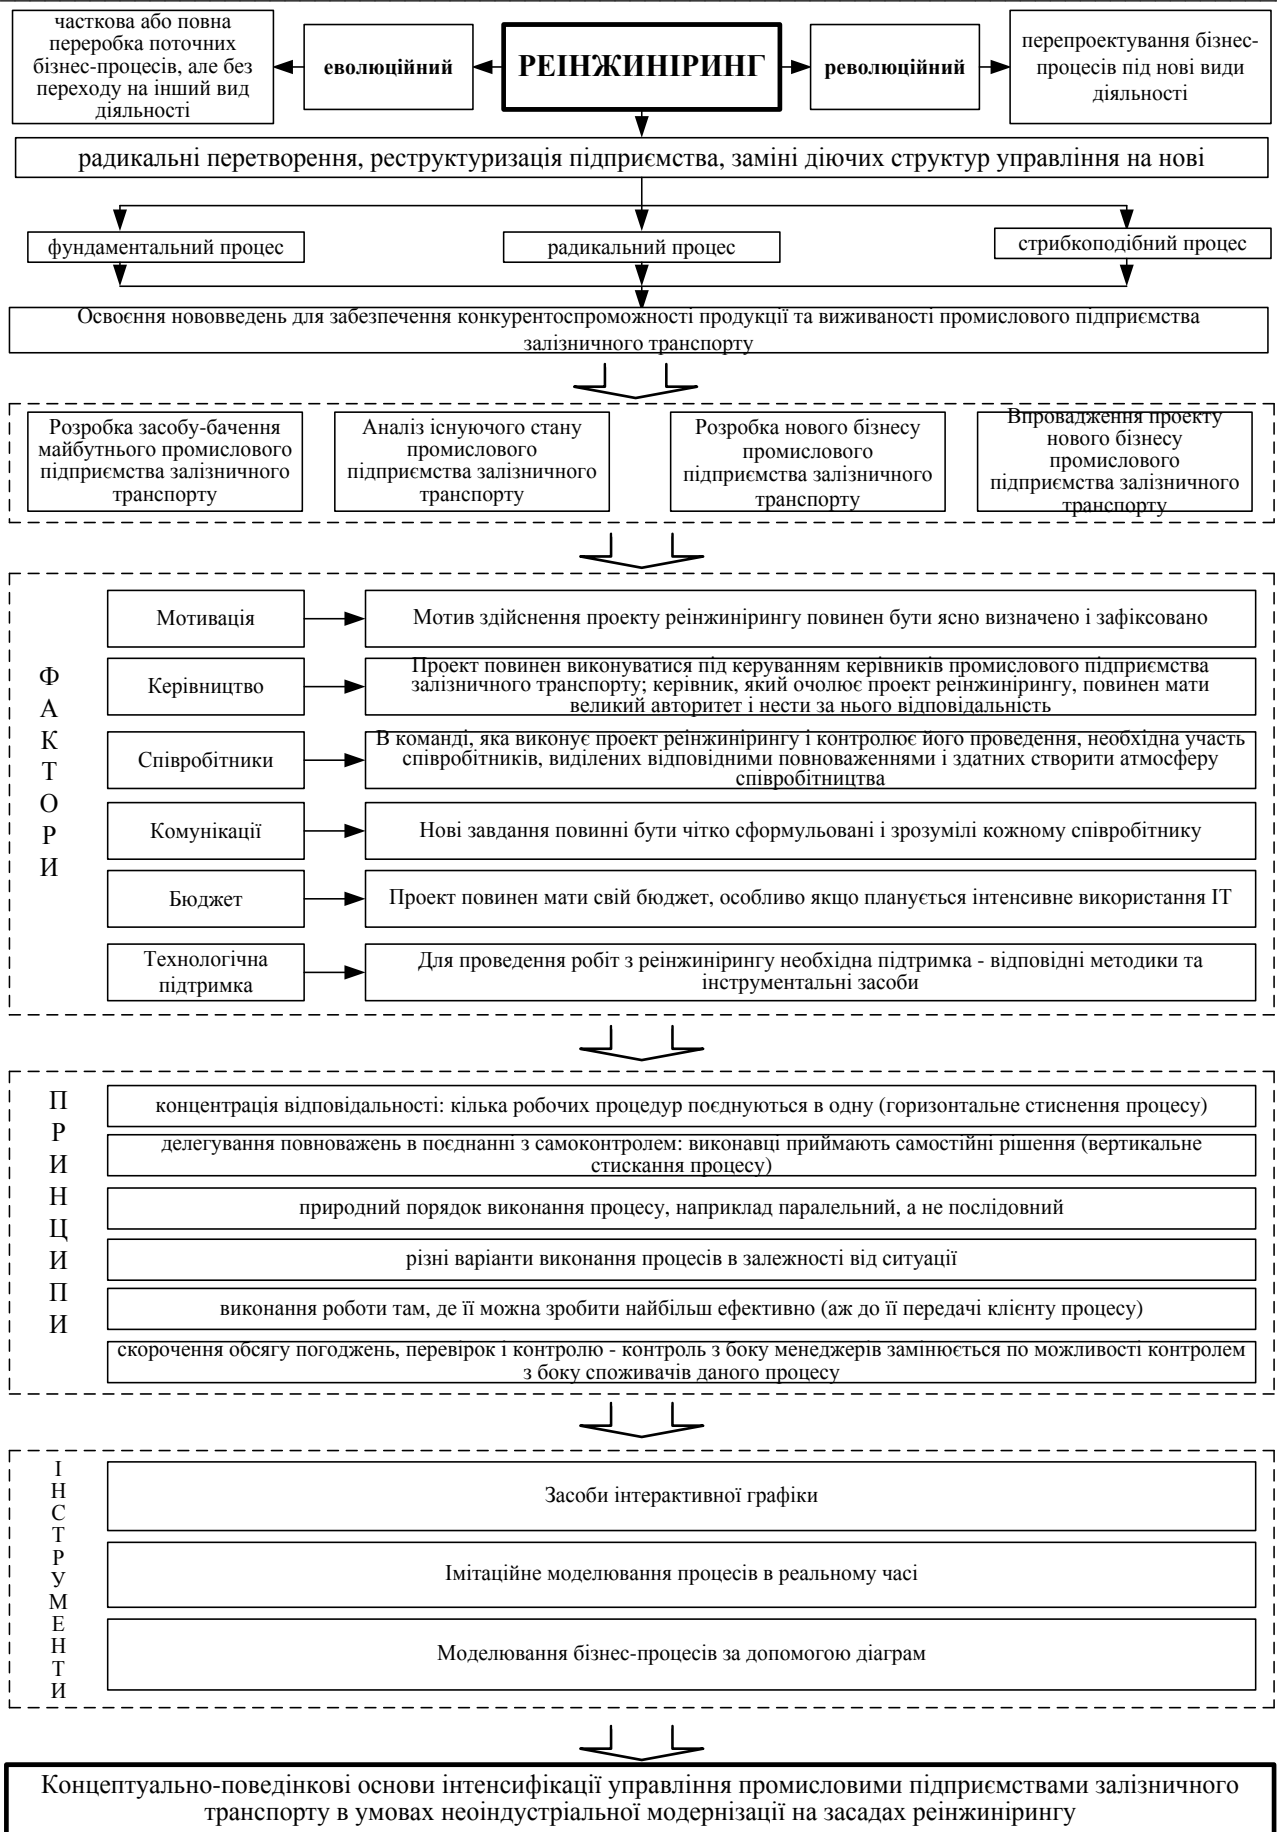 часткова або повна
переробка поточних
бізнес-процесів, але без
переходу на інший вид
діяльності
еволюційний
РЕІНЖИНІРИНГ
революційний
перепроектування бізнес-
процесів під нові види
діяльності
радикальні перетворення, реструктуризація підприємства, заміні діючих структур управління на нові
фундаментальний процес
радикальний процес
стрибкоподібний процес
Освоєння нововведень для забезпечення конкурентоспроможності продукції та виживаності промислового підприємства
залізничного транспорту
Розробка засобу-бачення
майбутнього промислового
підприємства залізничного
транспорту
Аналіз існуючого стану
промислового
підприємства залізничного
транспорту
Розробка нового бізнесу
промислового
підприємства залізничного
транспорту
Впровадження проекту
нового бізнесу
промислового
підприємства залізничного
транспорту
ФАКТОРИ
Мотивація
Мотив здійснення проекту реінжинірингу повинен бути ясно визначено і зафіксовано
Керівництво
Проект повинен виконуватися під керуванням керівників промислового підприємства
залізничного транспорту; керівник, який очолює проект реінжинірингу, повинен мати
великий авторитет і нести за нього відповідальність
Співробітники
В команді, яка виконує проект реінжинірингу і контролює його проведення, необхідна участь
співробітників, виділених відповідними повноваженнями і здатних створити атмосферу
співробітництва
Комунікації
Нові завдання повинні бути чітко сформульовані і зрозумілі кожному співробітнику
Бюджет
Проект повинен мати свій бюджет, особливо якщо планується інтенсивне використання ІТ
Технологічна
підтримка
Для проведення робіт з реінжинірингу необхідна підтримка - відповідні методики та
інструментальні засоби
ПРИНЦИПИ
концентрація відповідальності: кілька робочих процедур поєднуються в одну (горизонтальне стиснення процесу)
делегування повноважень в поєднанні з самоконтролем: виконавці приймають самостійні рішення (вертикальне
стискання процесу)
природний порядок виконання процесу, наприклад паралельний, а не послідовний
різні варіанти виконання процесів в залежності від ситуації
виконання роботи там, де її можна зробити найбільш ефективно (аж до її передачі клієнту процесу)
скорочення обсягу погоджень, перевірок і контролю - контроль з боку менеджерів замінюється по можливості контролем
з боку споживачів даного процесу
ІНСТРУМЕНТИ
Засоби інтерактивної графіки
Імітаційне моделювання процесів в реальному часі
Моделювання бізнес-процесів за допомогою діаграм
Концептуально-поведінкові основи інтенсифікації управління промисловими підприємствами залізничного
транспорту в умовах неоіндустріальної модернізації на засадах реінжинірингу